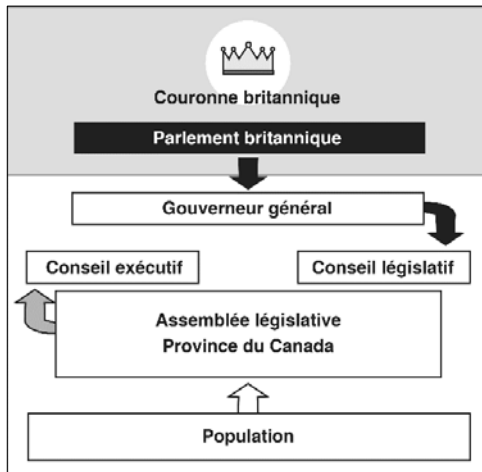 Couronne britannique
Parlement britannique
Gouverneur général
Conseil exécutif
Conseil législatif
Assemblée législative
Province du Canada
Population